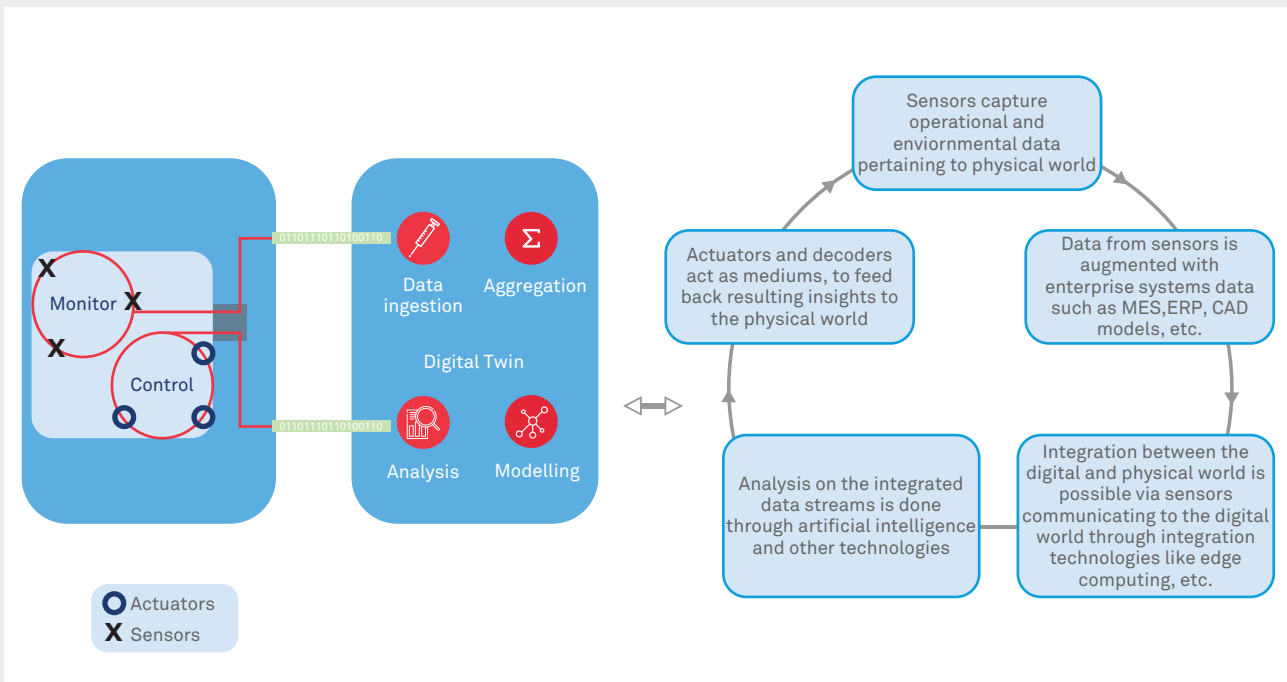 Monitor
Control
X
X
X
01101110110100110
01101110110100110
Data
ingestion
Σ
Aggregation
Digital Twin
Analysis
Modelling
Actuators
X Sensors
Sensors capture
operational and
enviornmental data
pertaining to physical world
Data from sensors is
augmented with
enterprise systems data
such as MES,ERP, CAD
models, etc.
Integration between the
digital and physical world is
possible via sensors
communicating to the digital
world through integration
technologies like edge
computing, etc.
Analysis on the integrated
data streams is done
through artificial intelligence
and other technologies
Actuators and decoders
act as mediums, to feed
back resulting insights to
the physical world